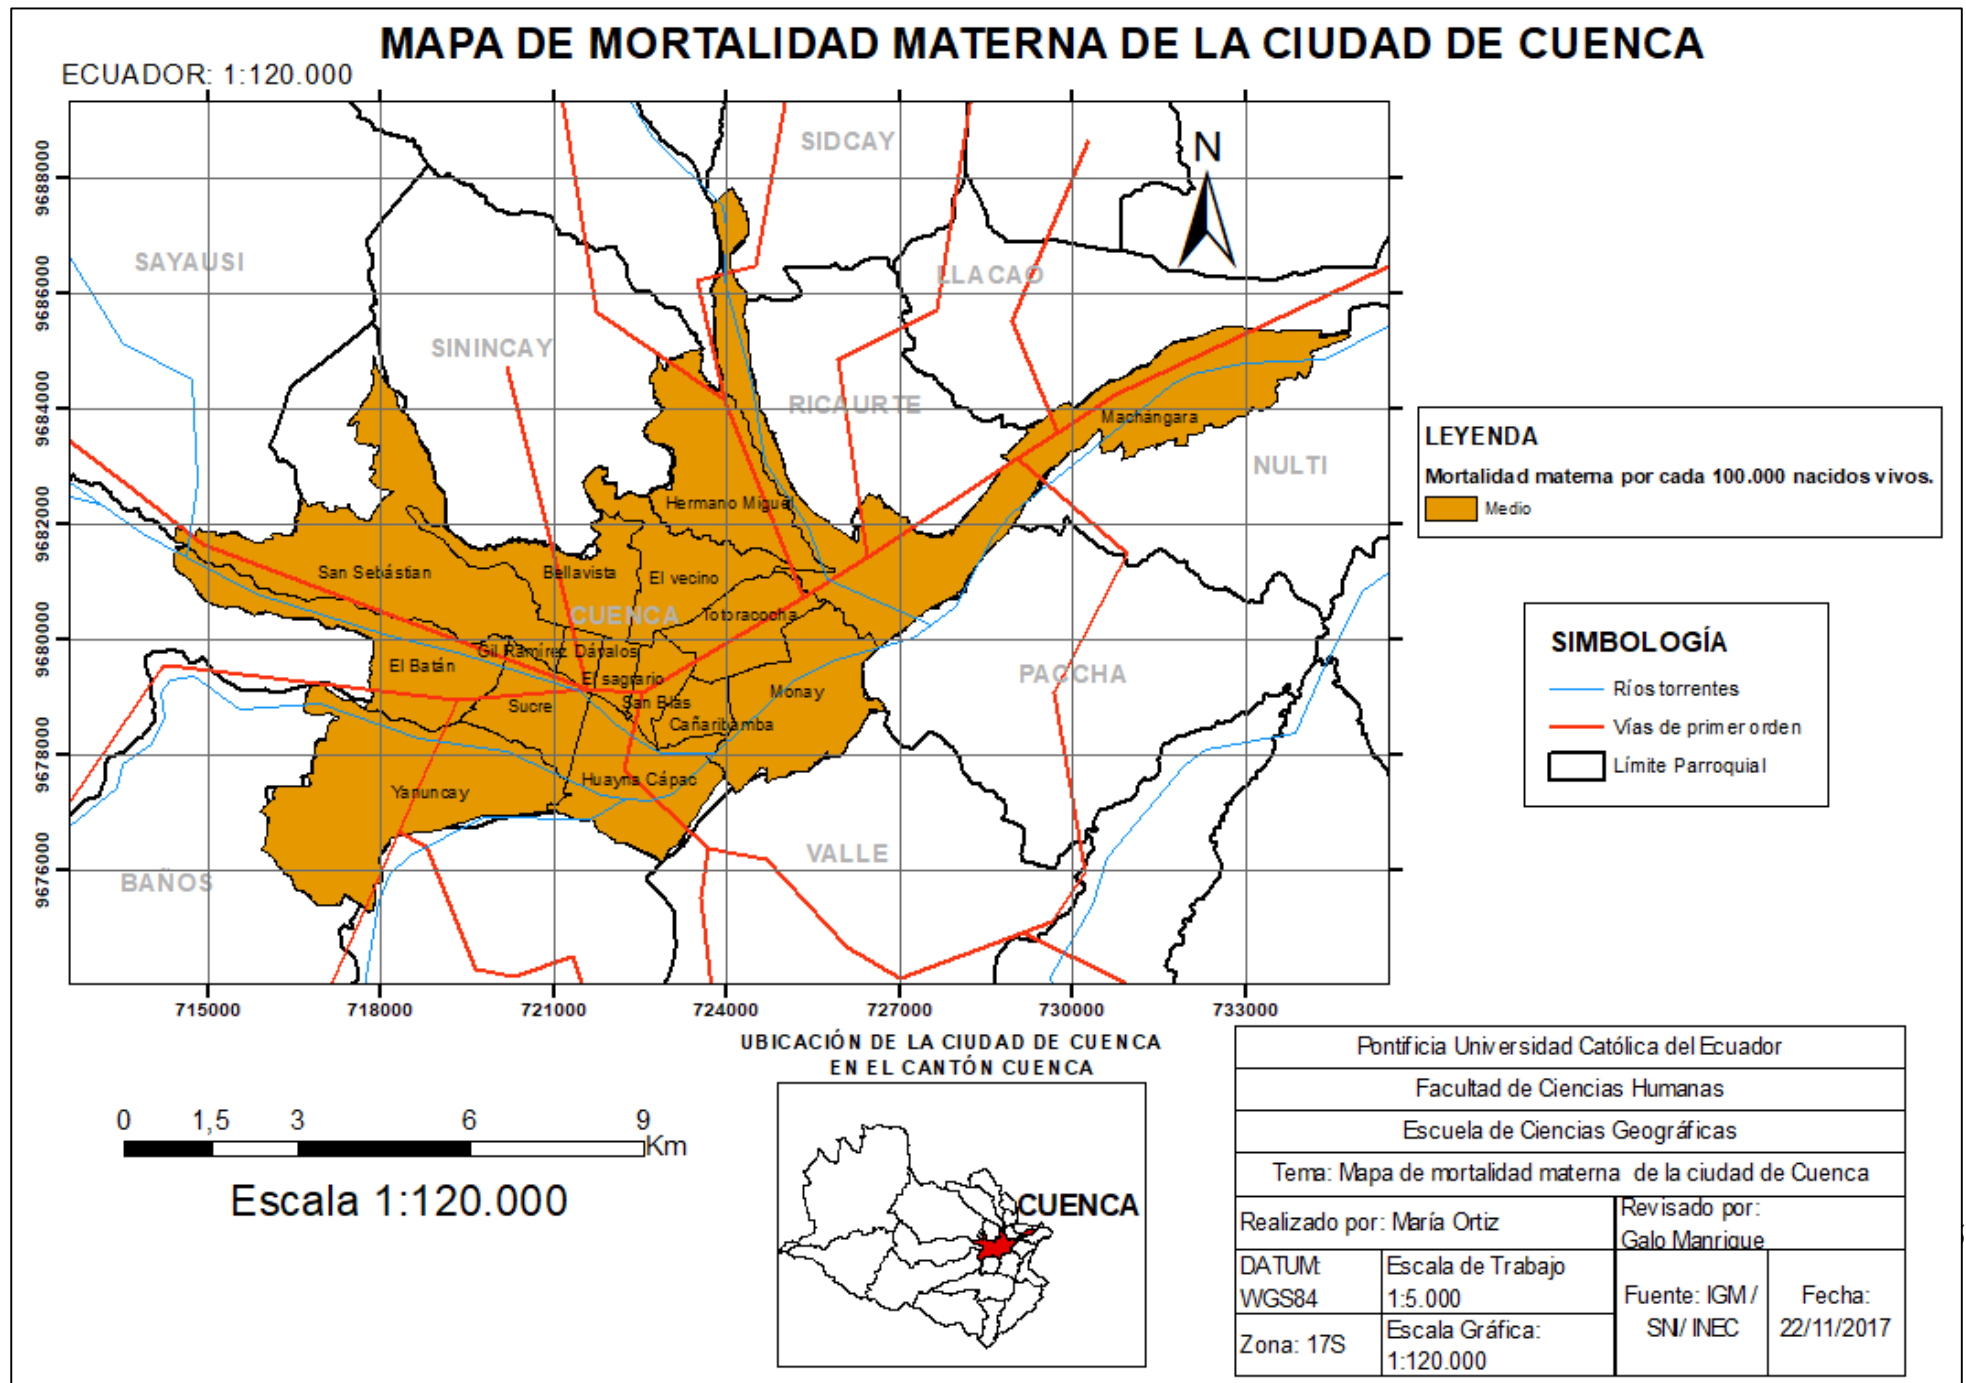 MAPA DE MORTALIDAD MATERNA DE LA CIUDAD DE CUENCA
ECUADOR: 1:120.000
9688000
9686000
9684000
9682000
9680000
9678000
9676000
SIDCAY
N
SAYAUSI
LLACAO
SININCAY
RICAURTE
Machángara
NULTI
Hermano Miguel
San Sebástian
Bellavista
El vecino
CUENCA
Totoracocha
Gil Ramírez Dávalos
El Batán
El sagrario
PACCHA
Monay
Sucre
San Blas
Cañaribamba
Huayna Cápac
Yanuncay
VALLE
BAÑOS
715000
718000
721000
724000
727000
730000
733000
LEYENDA
Mortalidad materna por cada 100.000 nacidos vivos.
Medio
SIMBOLOGÍA
Ríos torrentes
Vías de primer orden
Límite Parroquial
UBICACIÓN DE LA CIUDAD DE CUENCA
EN EL CANTÓN CUENCA
CUENCA
0 1,5 3 6 9
Km
Escala 1:120.000
Pontificia Universidad Católica del Ecuador
Facultad de Ciencias Humanas
Escuela de Ciencias Geográficas
Tema: Mapa de mortalidad materna de la ciudad de Cuenca
Realizado por: María Ortiz
Revisado por:
Galo Manrique
DATUM:
WGS84
Escala de Trabajo
1:5.000
Zona: 17S
Escala Gráfica:
1:120.000
Fuente: IGM /
SNI/ INEC
Fecha:
22/11/2017